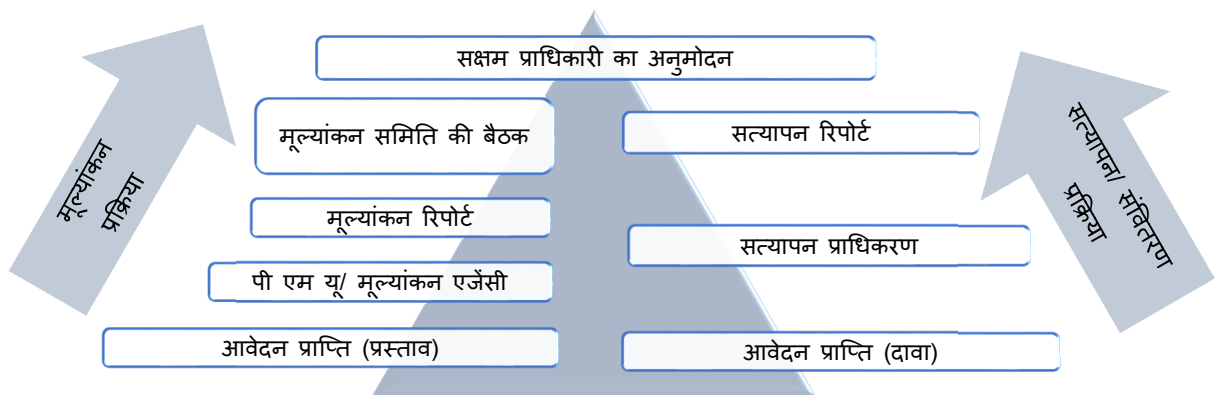 सक्षम प्राधिकारी का अनुमोदन
मूल्यांकन समिति की बैठक
सत्यापन रिपोर्ट
मूल्यांकन
प्रक्रिया
सत्यापन/ संवितरण
प्रक्रिया
मूल्यांकन रिपोर्ट
सत्यापन प्राधिकरण
पी एम यू/ मूल्यांकन एजेंसी
आवेदन प्राप्ति (प्रस्ताव)
आवेदन प्राप्ति (दावा)